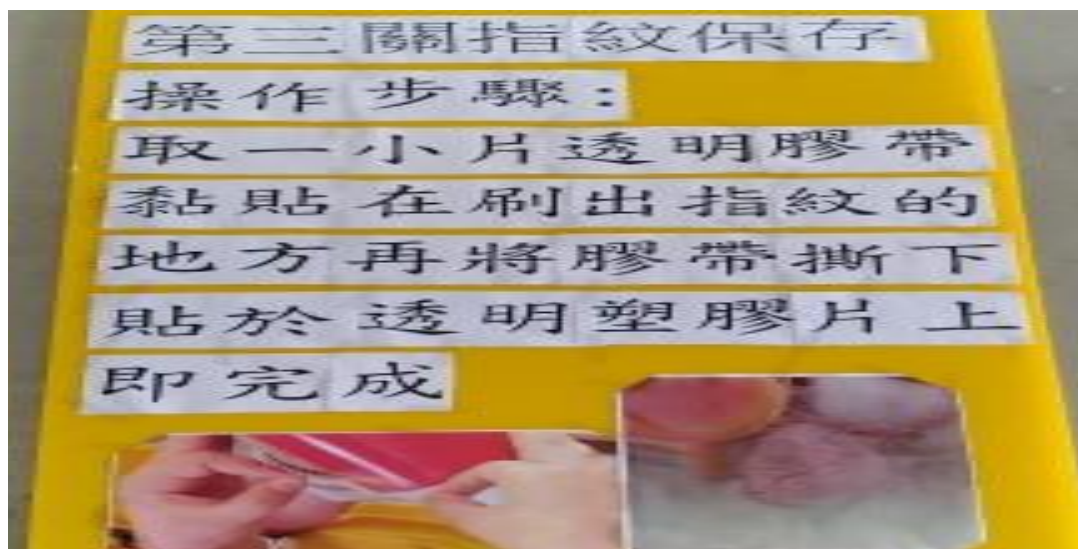 第三關指紋保存
操作步驟：
取一小片透明膠帶
黏貼在刷出指紋的
地方再將膠帶撕下
貼於透明塑膠片上
即完成